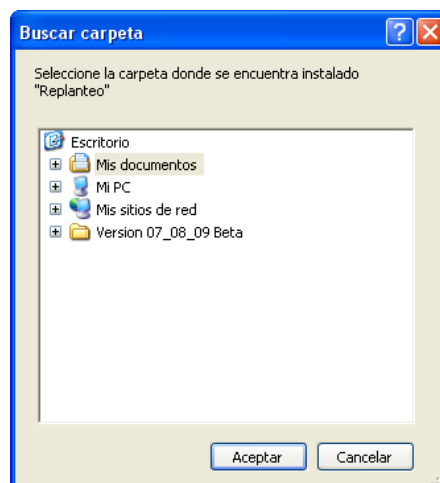 Buscar carpeta
Seleccione la carpeta donde se encuentra instalado
"Replanteo"
Escritorio
Mis documentos
Mi PC
Mis sitios de red
Version 07_08_09 Beta
Aceptar
Cancelar